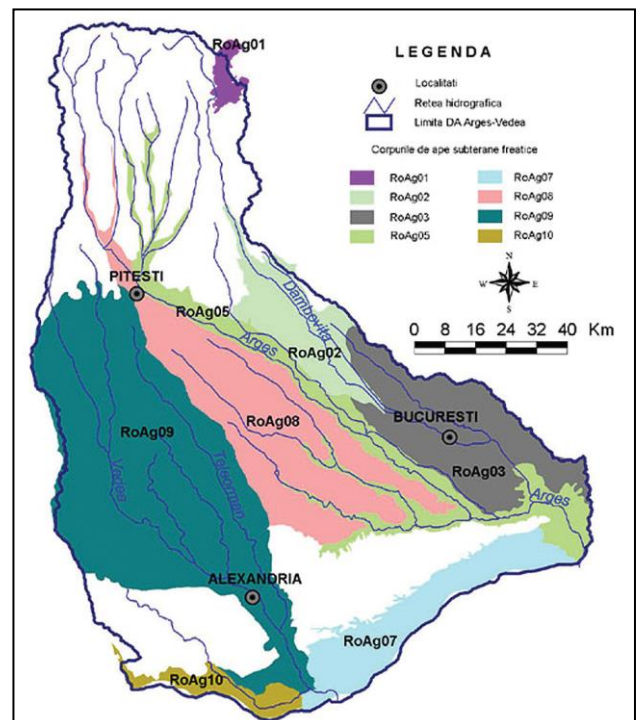 RoAg01
LEGENDA
Localitati
Retea hidrografica
Limita DA Arges-Vedea
Corpurile de ape subterane freatice
RoAg01
RoAg07
RoAg02
RoAg08
RoAg03
RoAg09
RoAg05
RoAg10
N
W E
S
0 8 16 24 32 40 Km
PITESTI
RoAg05
Dambovita
Arges
RoAg02
BUCURESTI
RoAg08
RoAg09
RoAg03
Vedea
Teleorman
Arges
ALEXANDRIA
RoAg07
RoAg10